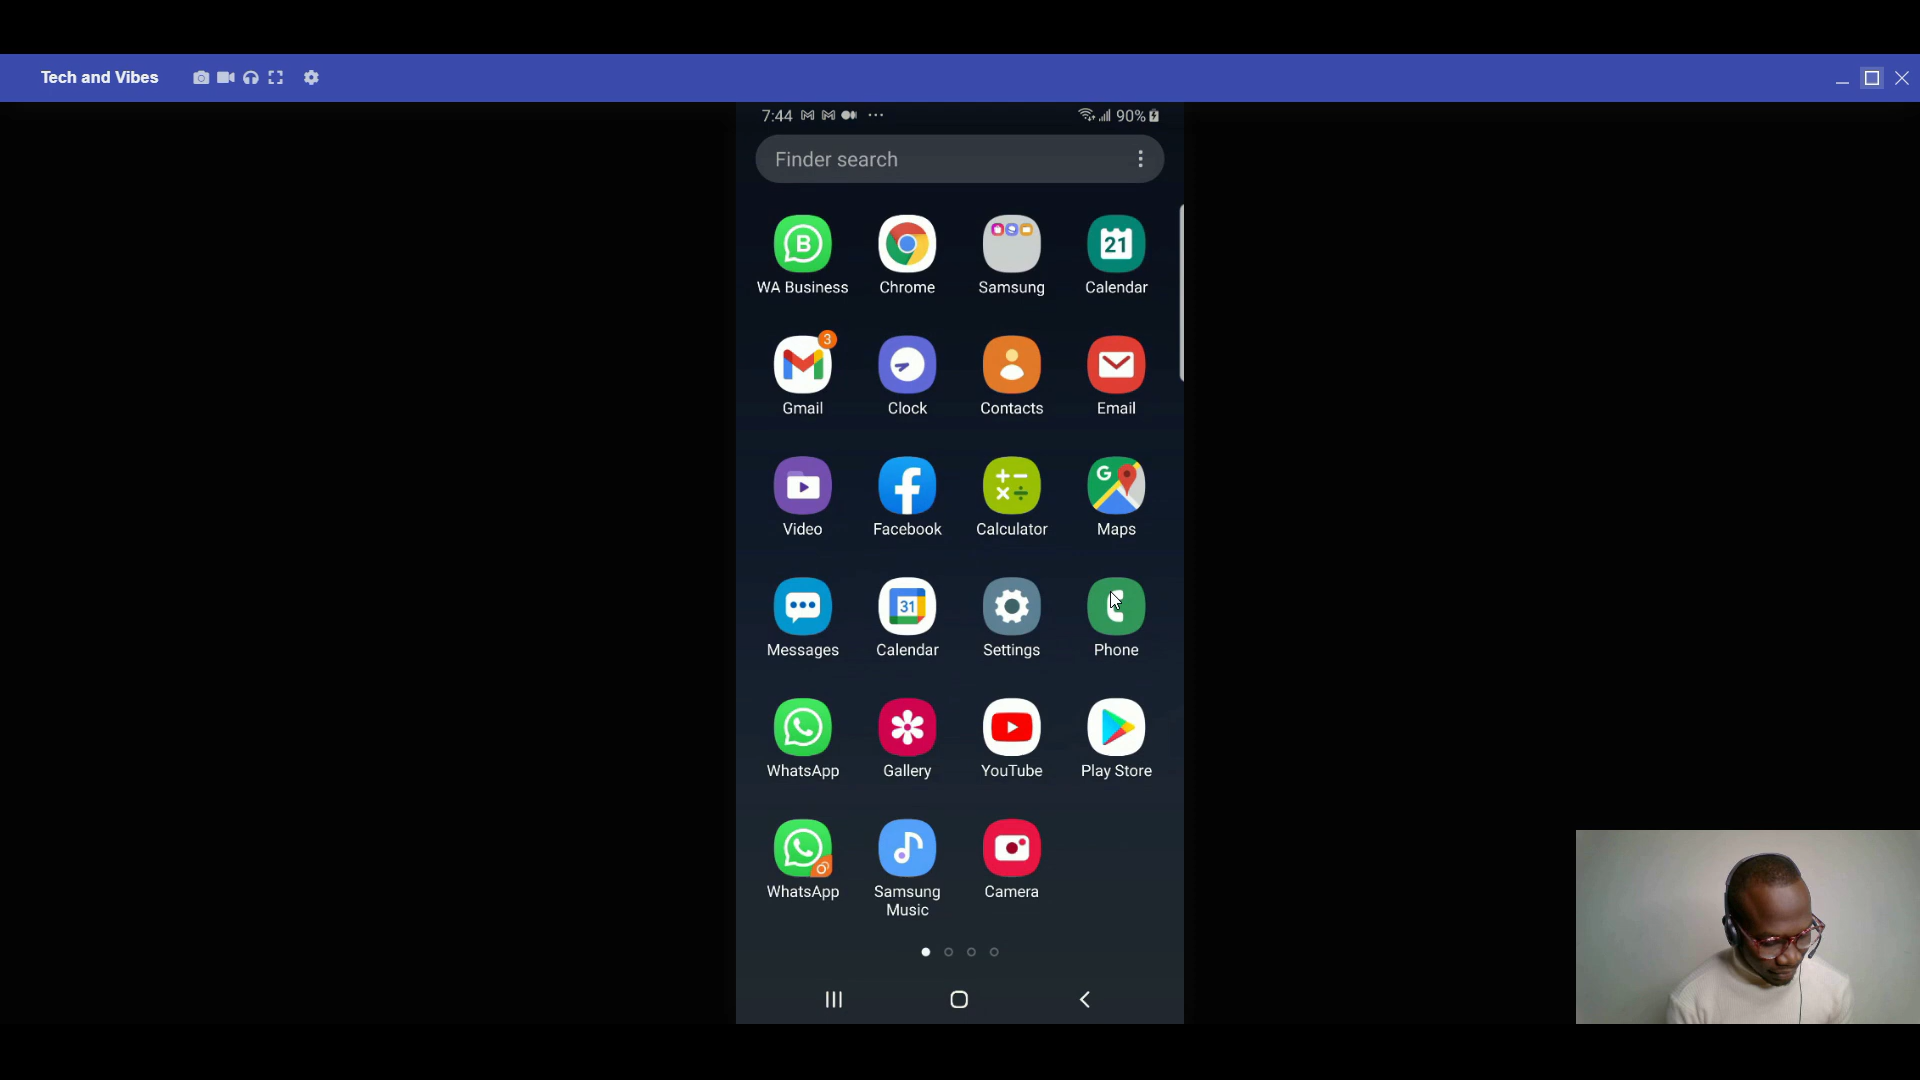 Tech and Vibes
7:44 90%
Finder search
B 21
WA Business Chrome Samsung Calendar
3
Gmail Clock Contacts Email
G
Video Facebook Calculator Maps
31
Messages Calendar Settings Phone
WhatsApp Gallery YouTube Play Store
WhatsApp Samsung Music Camera